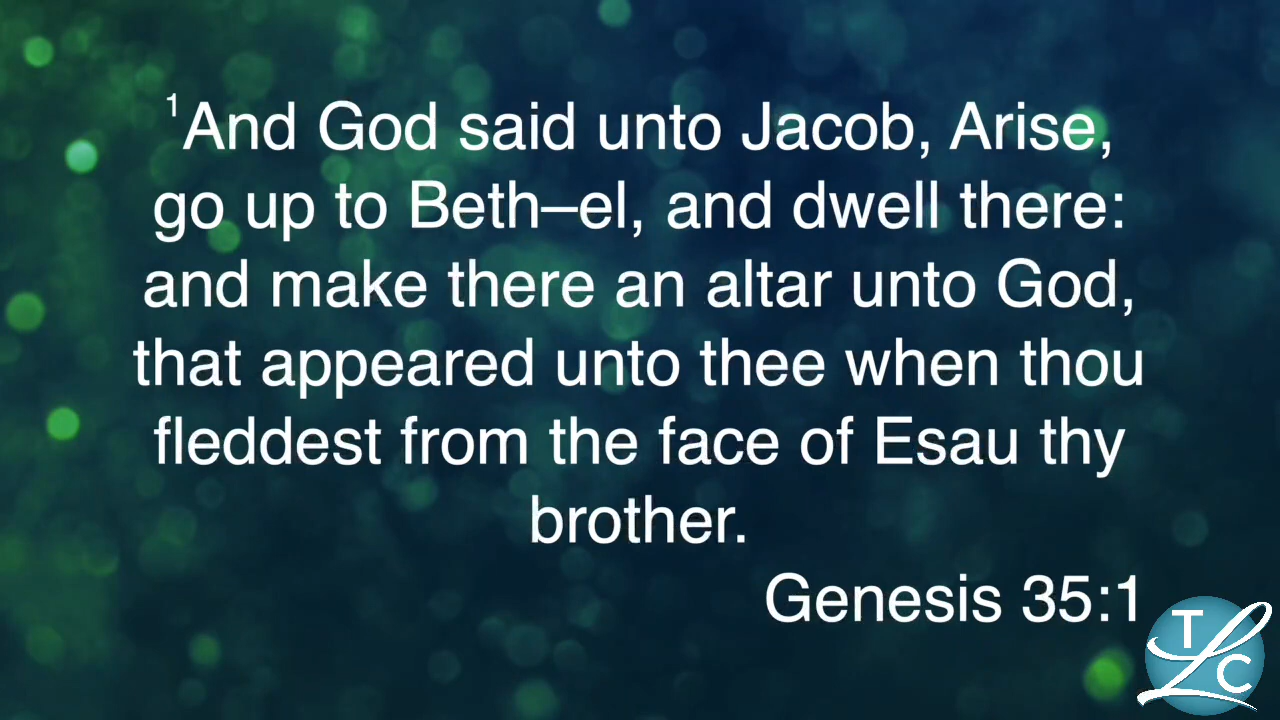 ¹And God said unto Jacob, Arise,
go up to Beth–el, and dwell there:
and make there an altar unto God,
that appeared unto thee when thou
fleddest from the face of Esau thy
brother.
Genesis 35:1
TLC